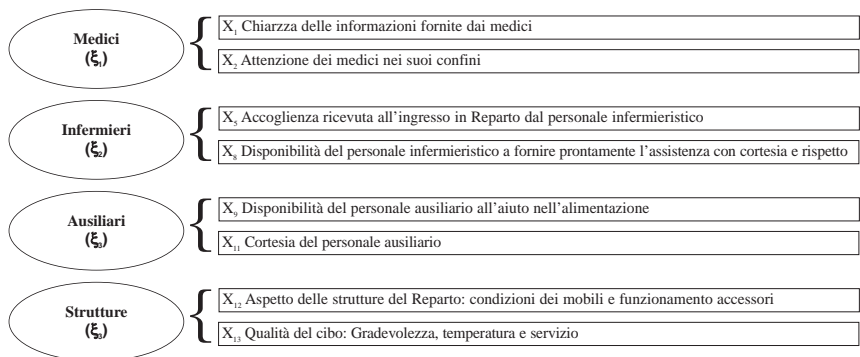 Medici
(ξ₁)
X₁ Chiarzza delle informazioni fornite dai medici
X₂ Attenzione dei medici nei suoi confini
Infermieri
(ξ₂)
X₅ Accoglienza ricevuta all'ingresso in Reparto dal personale infermieristico
X₈ Disponibilità del personale infermieristico a fornire prontamente l'assistenza con cortesia e rispetto
Ausiliari
(ξ₃)
X₉ Disponibilità del personale ausiliario all'aiuto nell'alimentazione
X₁₁ Cortesia del personale ausiliario
Strutture
(ξ₃)
X₁₂ Aspetto delle strutture del Reparto: condizioni dei mobili e funzionamento accessori
X₁₃ Qualità del cibo: Gradevolezza, temperatura e servizio